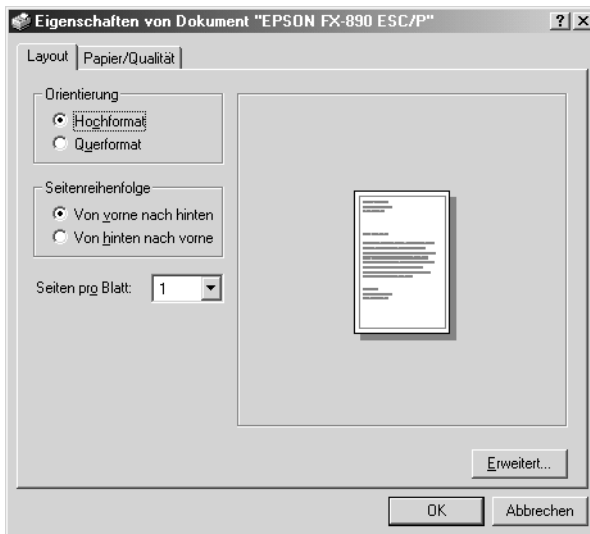 Eigenschaften von Dokument "EPSON FX-890 ESC/P"
Layout Papier/Qualität
Orientierung
Hochformat
Querformat
Seitenreihenfolge
Von vorne nach hinten
Von hinten nach vorne
Seiten pro Blatt: 1
Erweitert...
OK Abbrechen